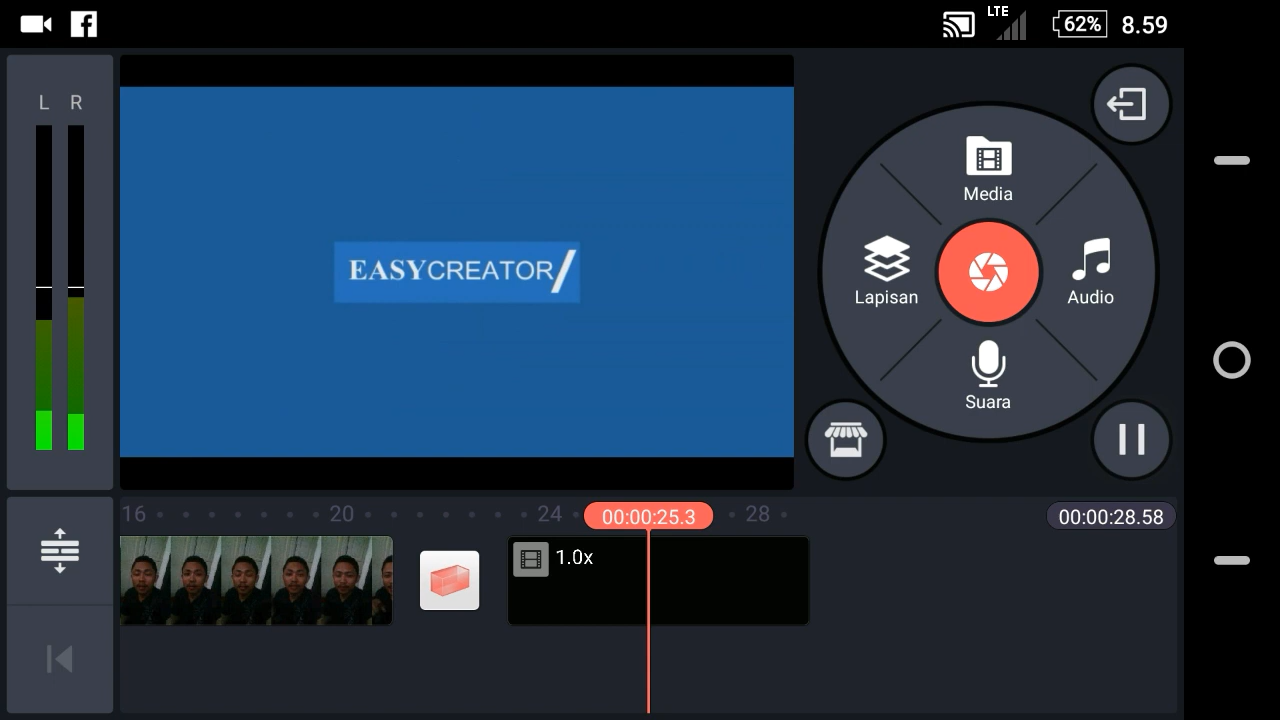 LTE
62%
8.59
L R
Media
EASYCREATOR/
Lapisan
Audio
Suara
16
20
24
00:00:25.3
28
00:00:28.58
1.0x